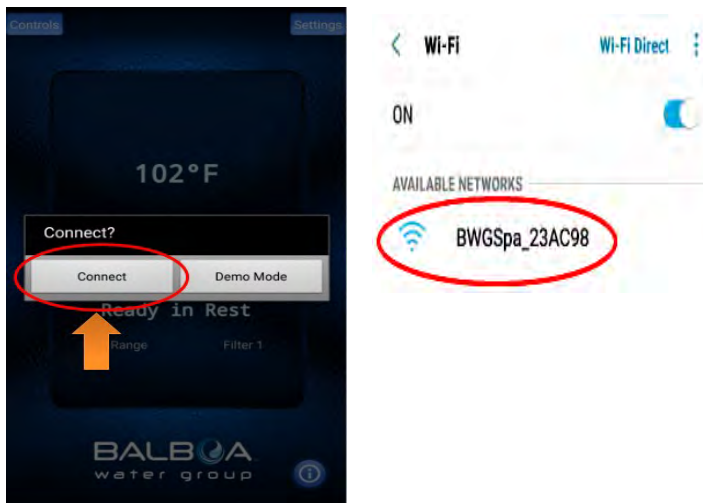 Controls Settings
102°F
Connect?
Connect Demo Mode
Ready in Rest
Range Filter 1
BALBOA
water group
Wi-Fi Wi-Fi Direct
ON
AVAILABLE NETWORKS
BWGSpa_23AC98